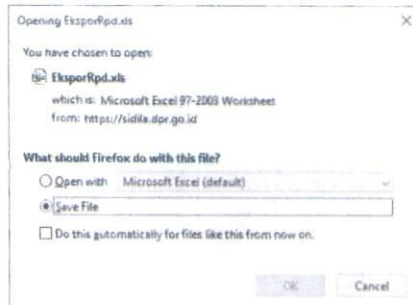 Opening EksporRpd.xls
You have chosen to open:
EksporRpd.xls
which is: Microsoft Excel 97-2003 Worksheet
from: https://sidila.dpr.go.id
What should Firefox do with this file?
Open with Microsoft Excel (default)
Save File
Do this automatically for files like this from now on.
OK Cancel